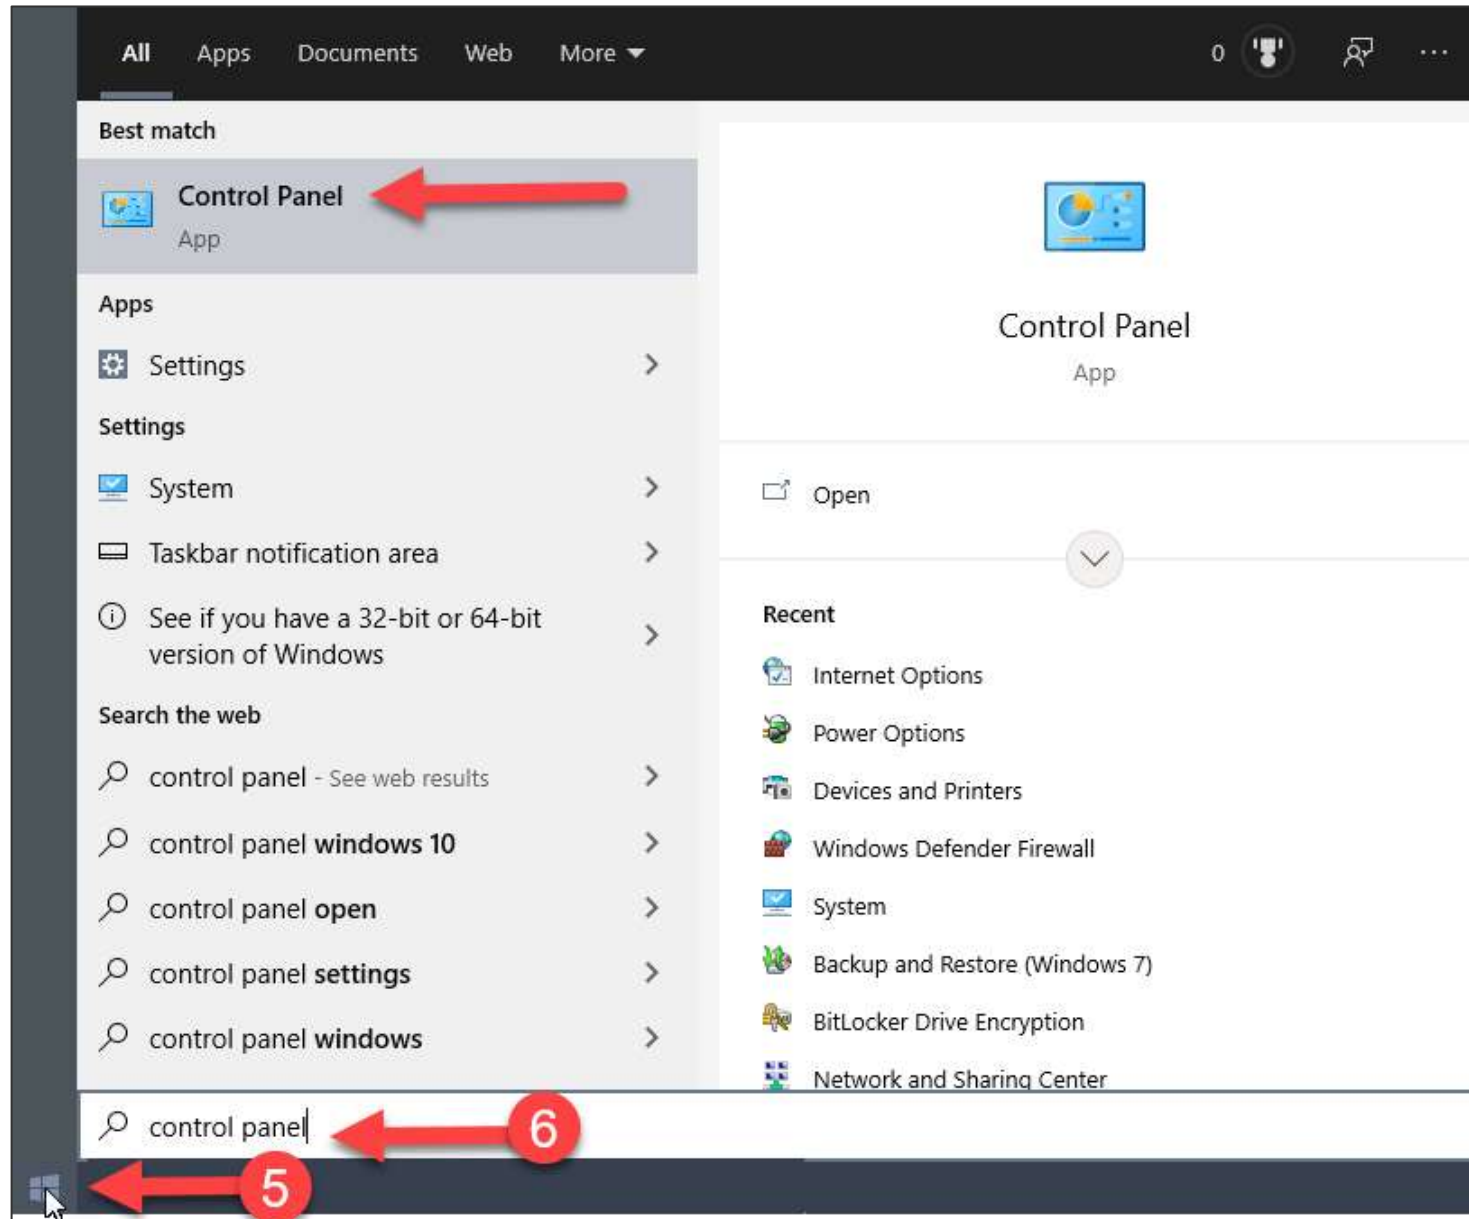 All Apps Documents Web More 0 ...
Best match
Control Panel
App
Apps
Settings
Settings
System
Taskbar notification area
See if you have a 32-bit or 64-bit
version of Windows
Search the web
control panel - See web results
control panel windows 10
control panel open
control panel settings
control panel windows
Control Panel
App
Open
Recent
Internet Options
Power Options
Devices and Printers
Windows Defender Firewall
System
Backup and Restore (Windows 7)
BitLocker Drive Encryption
Network and Sharing Center
control panel 6
5